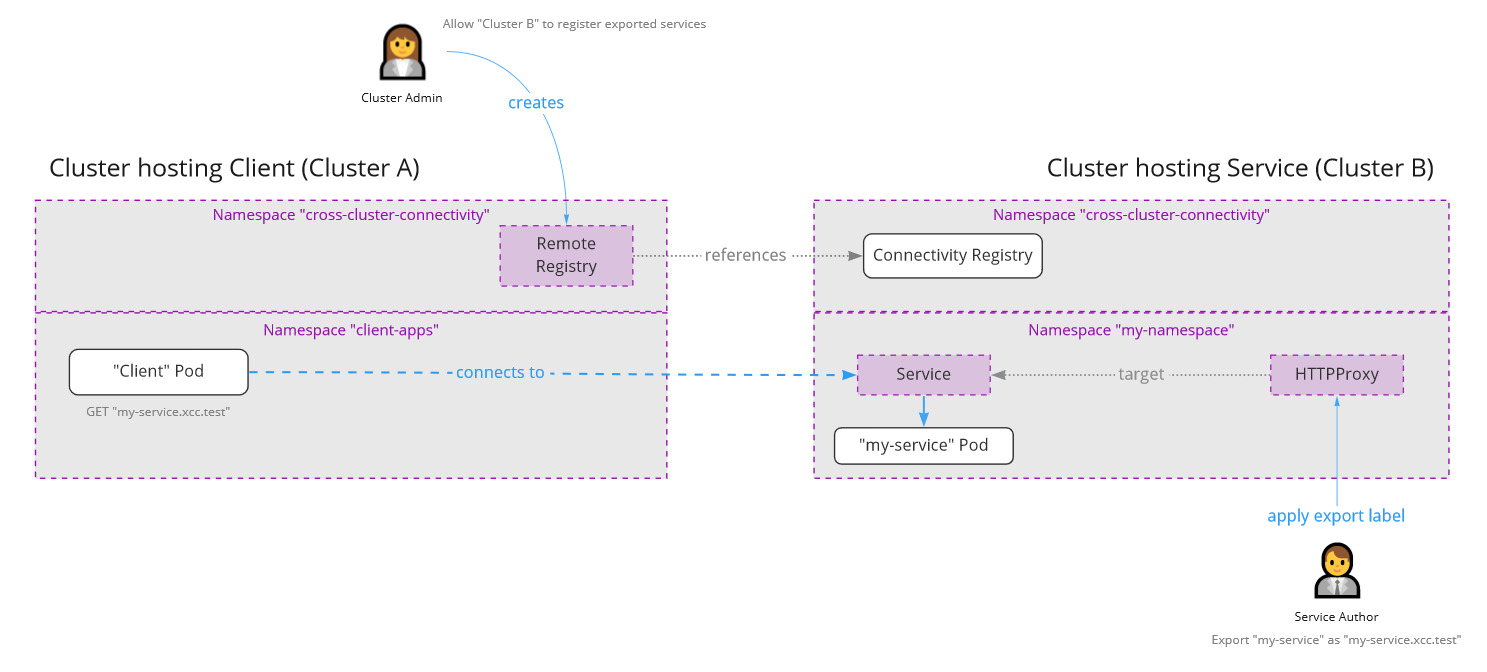 Allow "Cluster B" to register exported services
Cluster Admin
creates
Cluster hosting Client (Cluster A)
Cluster hosting Service (Cluster B)
Namespace "cross-cluster-connectivity"
Remote
Registry
references
Namespace "cross-cluster-connectivity"
Connectivity Registry
Namespace "client-apps"
"Client" Pod
GET "my-service.xcc.test"
connects to
Namespace "my-namespace"
Service
target
HTTPProxy
"my-service" Pod
apply export label
Service Author
Export "my-service" as "my-service.xcc.test"